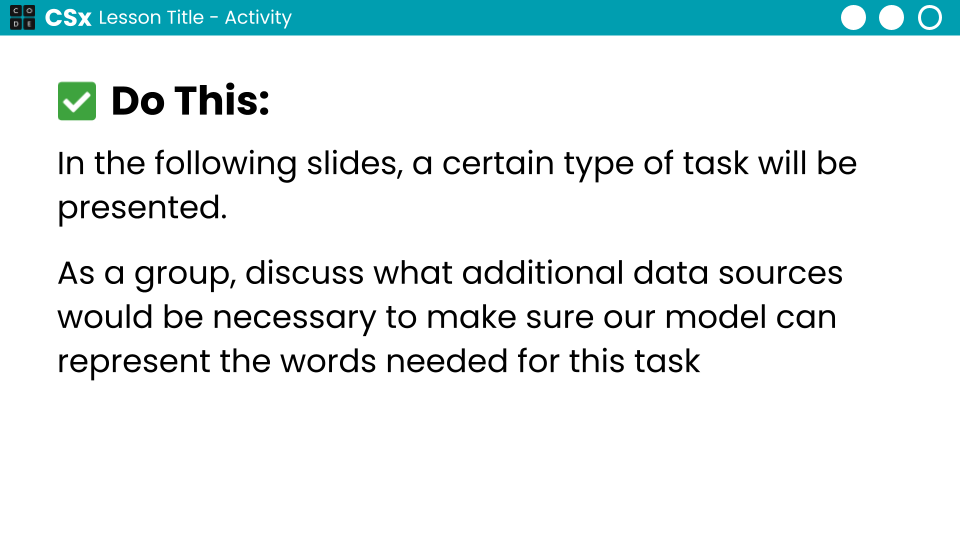 C O
D E
CSx Lesson Title - Activity
Do This:
In the following slides, a certain type of task will be
presented.
As a group, discuss what additional data sources
would be necessary to make sure our model can
represent the words needed for this task